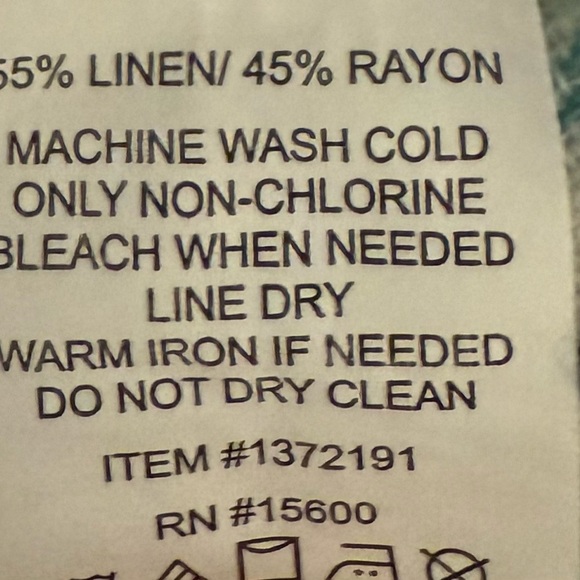 55% LINEN/ 45% RAYON
MACHINE WASH COLD
ONLY NON-CHLORINE
BLEACH WHEN NEEDED
LINE DRY
WARM IRON IF NEEDED
DO NOT DRY CLEAN
ITEM #1372191
RN #15600